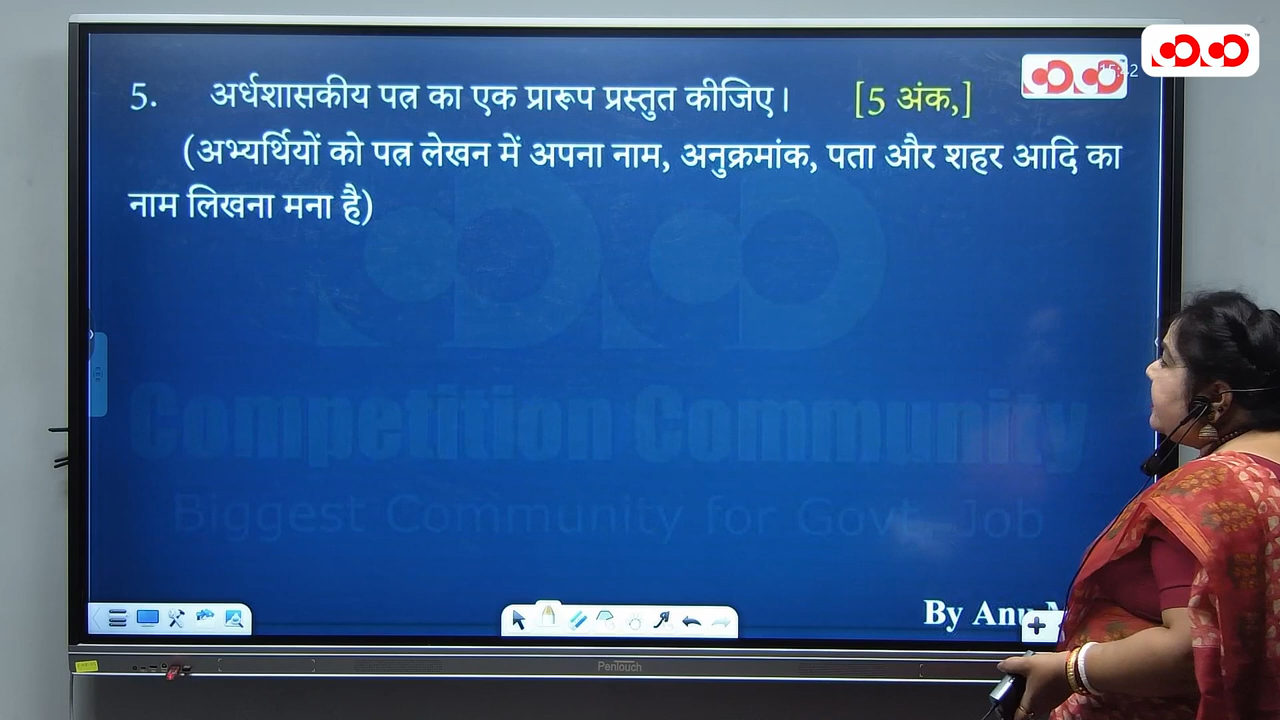 5. अर्धशासकीय पत्र का एक प्रारूप प्रस्तुत कीजिए। [5 अंक,]
(अभ्यर्थियों को पत्र लेखन में अपना नाम, अनुक्रमांक, पता और शहर आदि का
नाम लिखना मना है)
Competition Community
Biggest Community for Govt. Job
By Anu
Pentouch